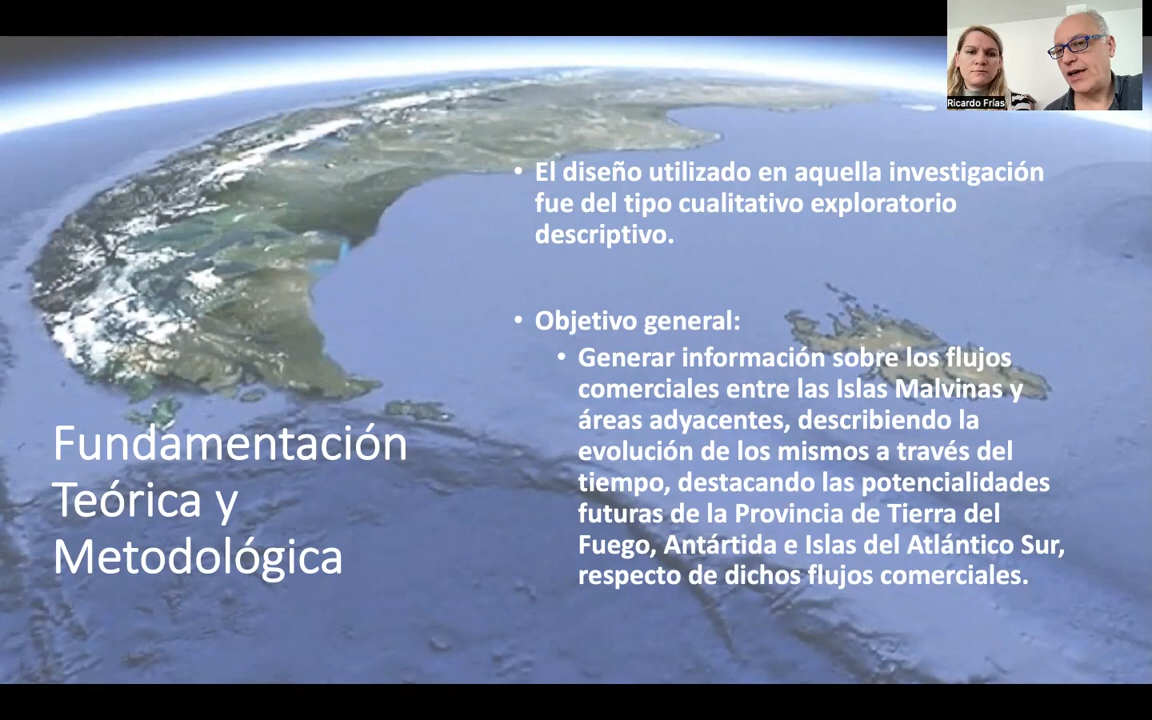 Ricardo Frías
• El diseño utilizado en aquella investigación
fue del tipo cualitativo exploratorio
descriptivo.
• Objetivo general:
• Generar información sobre los flujos
comerciales entre las Islas Malvinas y
áreas adyacentes, describiendo la
evolución de los mismos a través del
tiempo, destacando las potencialidades
futuras de la Provincia de Tierra del
Fuego, Antártida e Islas del Atlántico Sur,
respecto de dichos flujos comerciales.
Fundamentación
Teórica y
Metodológica